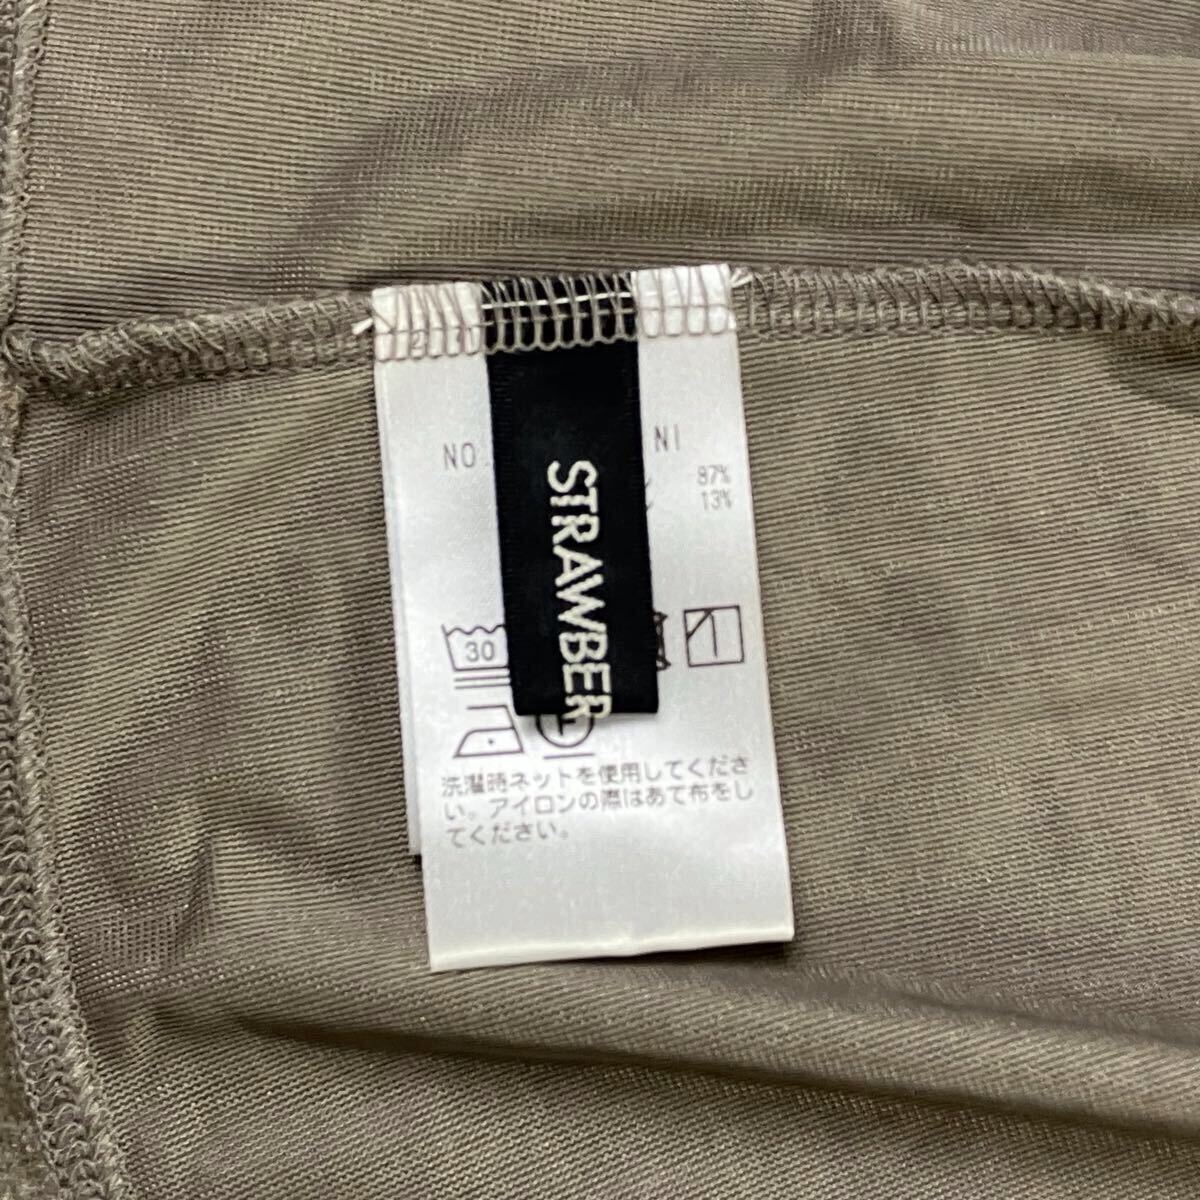 NO. NI
87%
13%
STRAWBER
30
洗濯時ネットを使用してくださ
い。アイロンの際はあて布をし
てください。